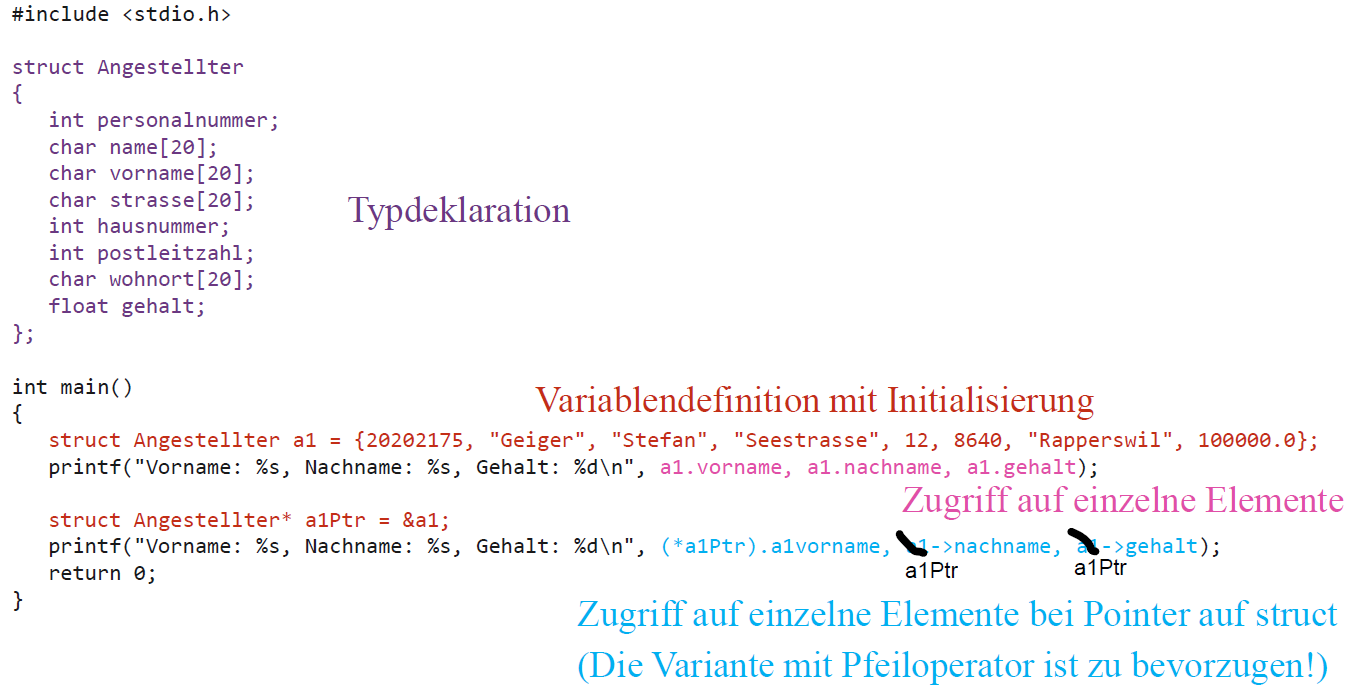 #include <stdio.h>
struct Angestellter
{
int personalnummer;
char name[20];
char vorname[20];
char strasse[20];
Typdeklaration
int hausnummer;
int postleitzahl;
char wohnort[20];
float gehalt;
};
int main()
Variablendefinition mit Initialisierung
{
struct Angestellter a1 = {20202175, "Geiger", "Stefan", "Seestrasse", 12, 8640, "Rapperswil", 100000.0};
printf("Vorname: %s, Nachname: %s, Gehalt: %d\n", a1.vorname, a1.nachname, a1.gehalt);
Zugriff auf einzelne Elemente
struct Angestellter* a1Ptr = &a1;
printf("Vorname: %s, Nachname: %s, Gehalt: %d\n", (*a1Ptr).a1vorname, a1->nachname, a1->gehalt);
a1Ptr a1Ptr
return 0;
}
Zugriff auf einzelne Elemente bei Pointer auf struct
(Die Variante mit Pfeiloperator ist zu bevorzugen!)